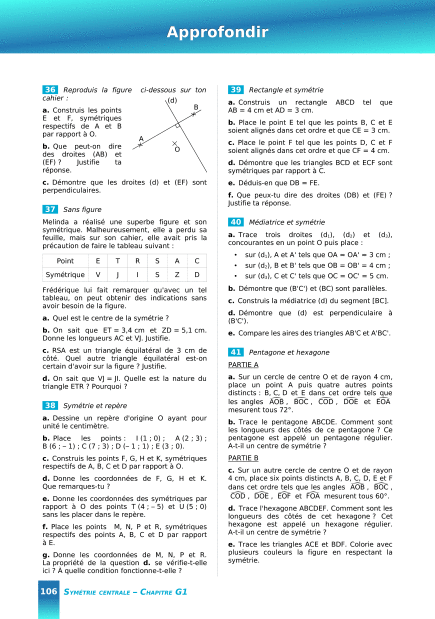 Approfondir
36 Reproduis la figure ci-dessous sur ton
cahier :
a. Construis les points
E et F, symétriques
respectifs de A et B
par rapport à O.
b. Que peut-on dire
des droites (AB) et
(EF) ? Justifie ta
réponse.
(d)
B
A
O
c. Démontre que les droites (d) et (EF) sont
perpendiculaires.
37 Sans figure
Melinda a réalisé une superbe figure et son
symétrique. Malheureusement, elle a perdu sa
feuille, mais sur son cahier, elle avait pris la
précaution de faire le tableau suivant :
Point E T R S A C
Symétrique V J I S Z D
Frédérique lui fait remarquer qu'avec un tel
tableau, on peut obtenir des indications sans
avoir besoin de la figure.
a. Quel est le centre de la symétrie ?
b. On sait que ET = 3,4 cm et ZD = 5,1 cm.
Donne les longueurs AC et VJ. Justifie.
c. RSA est un triangle équilatéral de 3 cm de
côté. Quel autre triangle équilatéral est-on
certain d'avoir sur la figure ? Justifie.
d. On sait que VJ = JI. Quelle est la nature du
triangle ETR ? Pourquoi ?
38 Symétrie et repère
a. Dessine un repère d'origine O ayant pour
unité le centimètre.
b. Place les points : I (1 ; 0) ; A (2 ; 3) ;
B (6 ; – 1) ; C (7 ; 3) ; D (– 1 ; 1) ; E (3 ; 0).
c. Construis les points F, G, H et K, symétriques
respectifs de A, B, C et D par rapport à O.
d. Donne les coordonnées de F, G, H et K.
Que remarques-tu ?
e. Donne les coordonnées des symétriques par
rapport à O des points T (4 ; – 5) et U (5 ; 0)
sans les placer dans le repère.
f. Place les points M, N, P et R, symétriques
respectifs des points A, B, C et D par rapport
à E.
g. Donne les coordonnées de M, N, P et R.
La propriété de la question d. se vérifie-t-elle
ici ? À quelle condition fonctionne-t-elle ?
39 Rectangle et symétrie
a. Construis un rectangle ABCD tel que
AB = 4 cm et AD = 3 cm.
b. Place le point E tel que les points B, C et E
soient alignés dans cet ordre et que CE = 3 cm.
c. Place le point F tel que les points D, C et F
soient alignés dans cet ordre et que CF = 4 cm.
d. Démontre que les triangles BCD et ECF sont
symétriques par rapport à C.
e. Déduis-en que DB = FE.
f. Que peux-tu dire des droites (DB) et (FE) ?
Justifie ta réponse.
40 Médiatrice et symétrie
a. Trace trois droites (d₁), (d₂) et (d₃),
concourantes en un point O puis place :
• sur (d₁), A et A' tels que OA = OA' = 3 cm ;
• sur (d₂), B et B' tels que OB = OB' = 4 cm ;
• sur (d₃), C et C' tels que OC = OC' = 5 cm.
b. Démontre que (B'C') et (BC) sont parallèles.
c. Construis la médiatrice (d) du segment [BC].
d. Démontre que (d) est perpendiculaire à
(B'C').
e. Compare les aires des triangles AB'C et A'BC'.
41 Pentagone et hexagone
PARTIE A
a. Sur un cercle de centre O et de rayon 4 cm,
place un point A puis quatre autres points
distincts : B, C, D et E dans cet ordre tels que
les angles AOB , BOC , COD , DOE et EOA
mesurent tous 72°.
b. Trace le pentagone ABCDE. Comment sont
les longueurs des côtés de ce pentagone ? Ce
pentagone est appelé un pentagone régulier.
A-t-il un centre de symétrie ?
PARTIE B
c. Sur un autre cercle de centre O et de rayon
4 cm, place six points distincts A, B, C, D, E et F
dans cet ordre tels que les angles AOB , BOC ,
COD , DOE , EOF et FOA mesurent tous 60°.
d. Trace l'hexagone ABCDEF. Comment sont les
longueurs des côtés de cet hexagone ? Cet
hexagone est appelé un hexagone régulier.
A-t-il un centre de symétrie ?
e. Trace les triangles ACE et BDF. Colorie avec
plusieurs couleurs la figure en respectant la
symétrie.
106 SYMÉTRIE CENTRALE – CHAPITRE G1